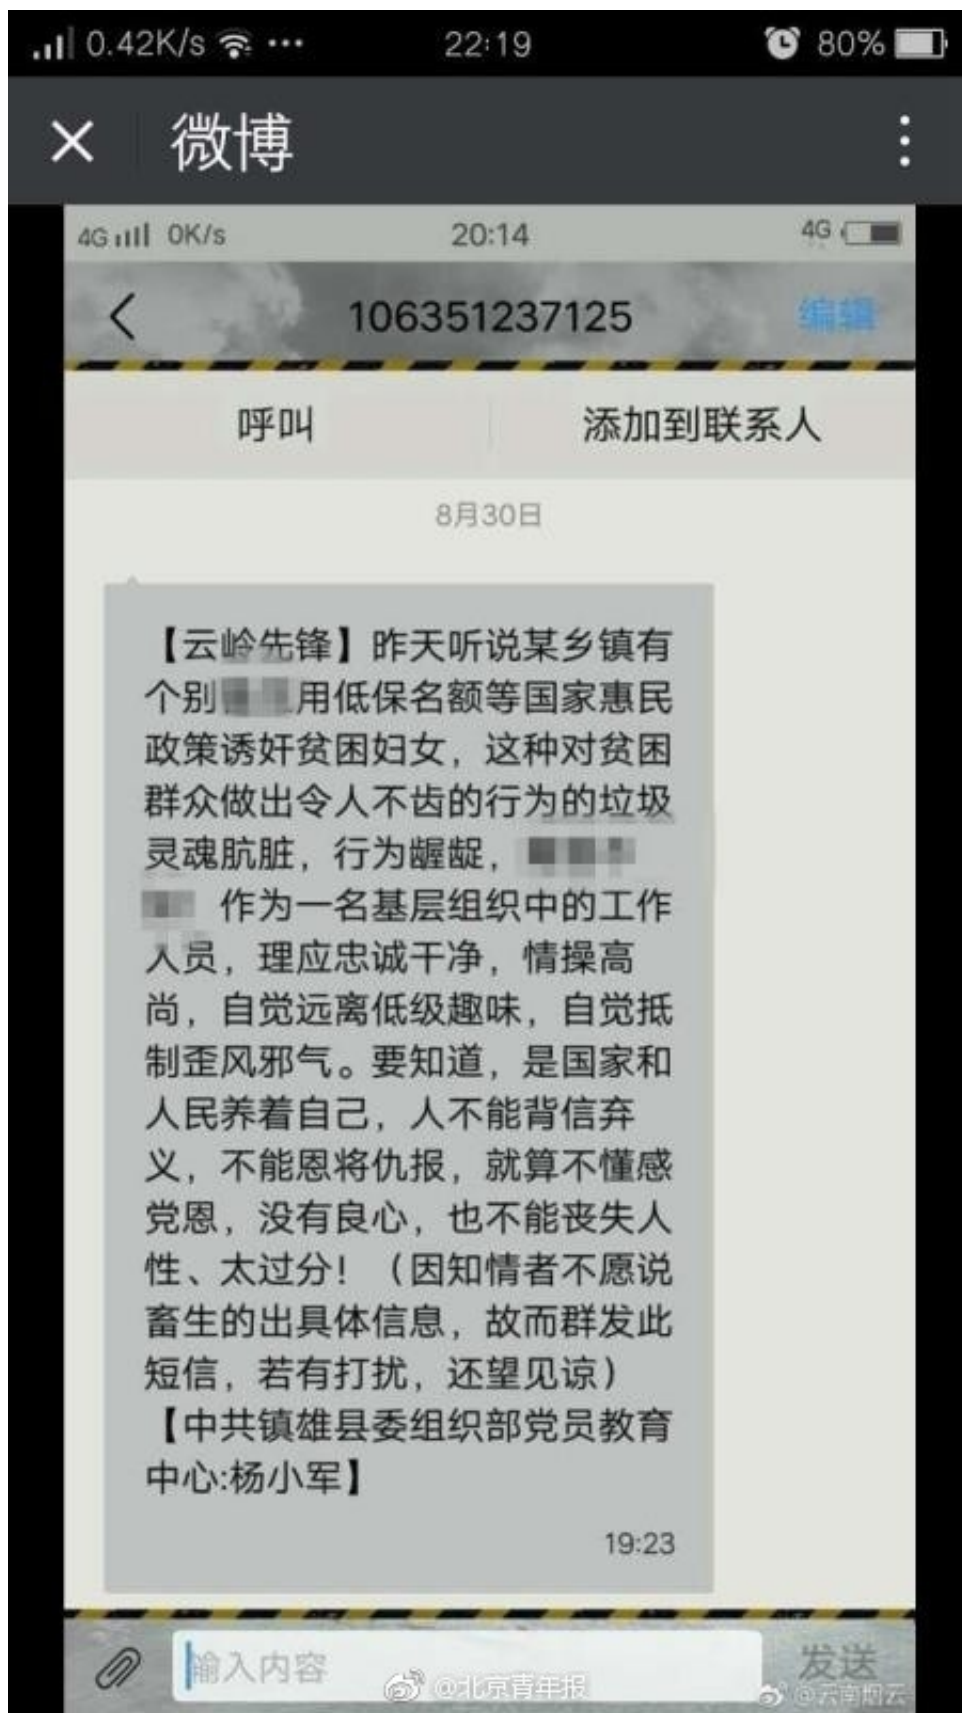 0.42K/s ••• 22:19 80%
微博
4G 0K/s 20:14 4G
106351237125 编辑
呼叫 添加到联系人
8月30日
【云岭先锋】昨天听说某乡镇有
个别 用低保名额等国家惠民
政策诱奸贫困妇女，这种对贫困
群众做出令人不齿的行为的垃圾
灵魂肮脏，行为龌龊，
作为一名基层组织中的工作
人员，理应忠诚干净，情操高
尚，自觉远离低级趣味，自觉抵
制歪风邪气。要知道，是国家和
人民养着自己，人不能背信弃
义，不能恩将仇报，就算不懂感
党恩，没有良心，也不能丧失人
性、太过分！（因知情者不愿说
畜生的出具体信息，故而群发此
短信，若有打扰，还望见谅）
【中共镇雄县委组织部党员教育
中心:杨小军】
19:23
输入内容 发送
@北京青年报 @云南烟云